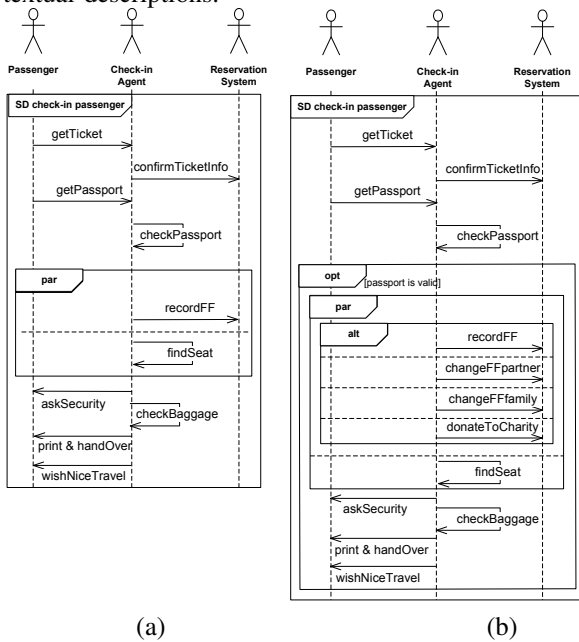 textual descriptions.
Passenger
Check-in
Agent
Reservation
System
SD check-in passenger
getTicket
confirmTicketInfo
getPassport
checkPassport
par
recordFF
findSeat
askSecurity
checkBaggage
print & handOver
wishNiceTravel
(a)
Passenger
Check-in
Agent
Reservation
System
SD check-in passenger
getTicket
confirmTicketInfo
getPassport
checkPassport
opt
[passport is valid]
par
alt
recordFF
changeFFpartner
changeFFfamily
donateToCharity
findSeat
askSecurity
checkBaggage
print & handOver
wishNiceTravel
(b)